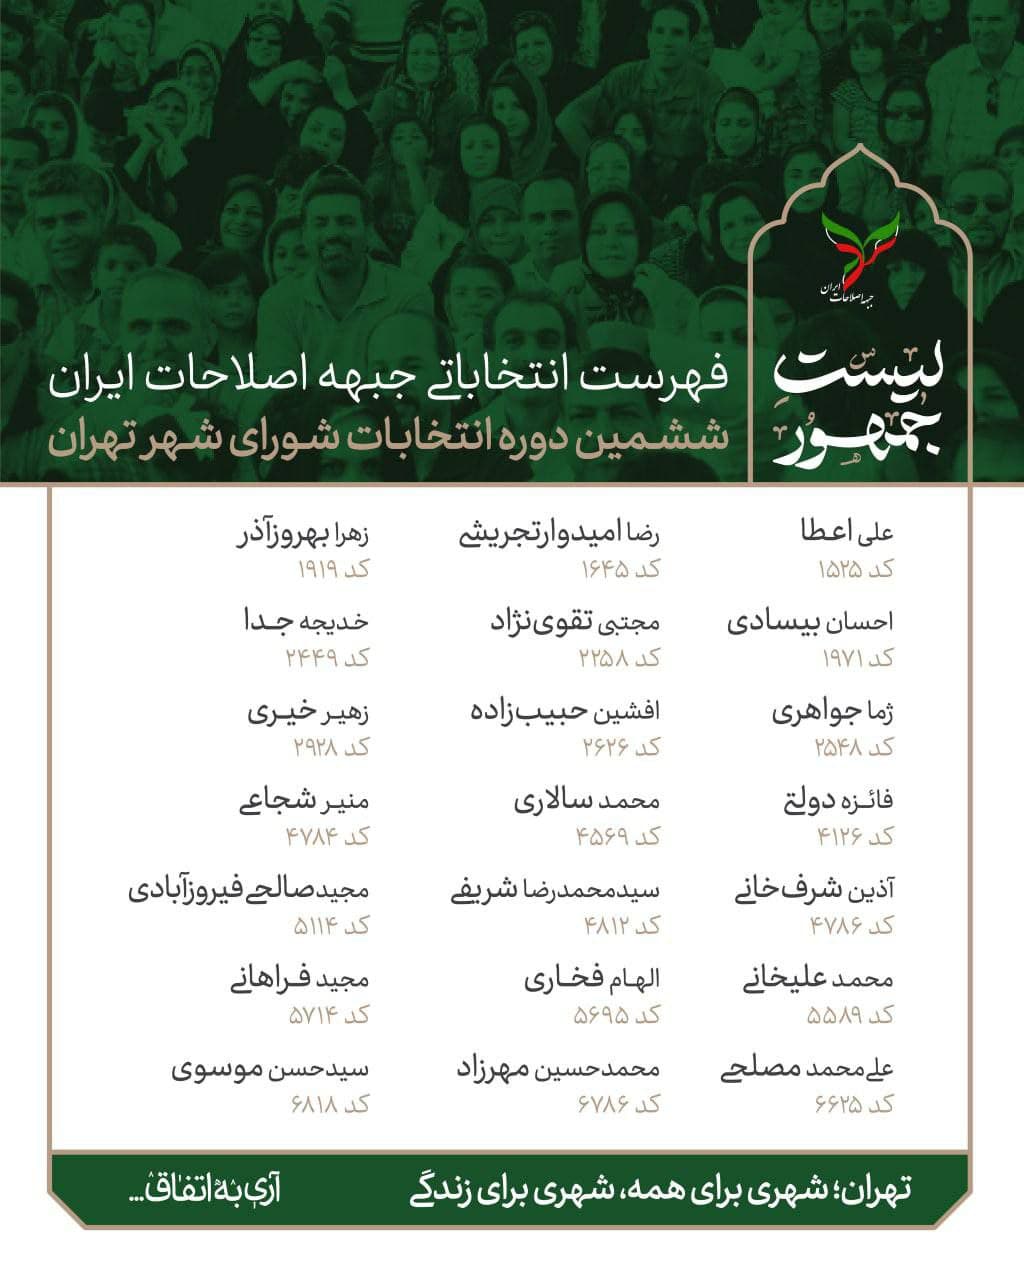 جبهه اصلاحات ایران
لیستِ
جمهور
فهرست انتخاباتی جبهه اصلاحات ایران
ششمین دوره انتخابات شورای شهر تهران
علی اعطا
کد ۱۵۲۵
رضا امیدوارتجریشی
کد ۱۶۴۵
زهرا بهروزآذر
کد ۱۹۱۹
احسان بیسادی
کد ۱۹۷۱
مجتبی تقوی‌نژاد
کد ۲۲۵۸
خدیجه جدا
کد ۲۴۴۹
ژما جواهری
کد ۲۵۴۸
افشین حبیب‌زاده
کد ۲۶۲۶
زهیر خیری
کد ۲۹۲۸
فائزه دولتی
کد ۴۱۲۶
محمد سالاری
کد ۴۵۶۹
منیر شجاعی
کد ۴۷۸۴
آذین شرف‌خانی
کد ۴۷۸۶
سیدمحمدرضا شریفی
کد ۴۸۱۲
مجید صالحی‌فیروزآبادی
کد ۵۱۱۴
محمد علیخانی
کد ۵۵۸۹
الهام فخاری
کد ۵۶۹۵
مجید فراهانی
کد ۵۷۱۴
علی‌محمد مصلحی
کد ۶۶۲۵
محمدحسین مهرزاد
کد ۶۷۸۶
سیدحسن موسوی
کد ۶۸۱۸
تهران؛ شهری برای همه، شهری برای زندگی
آری به اتفاق...